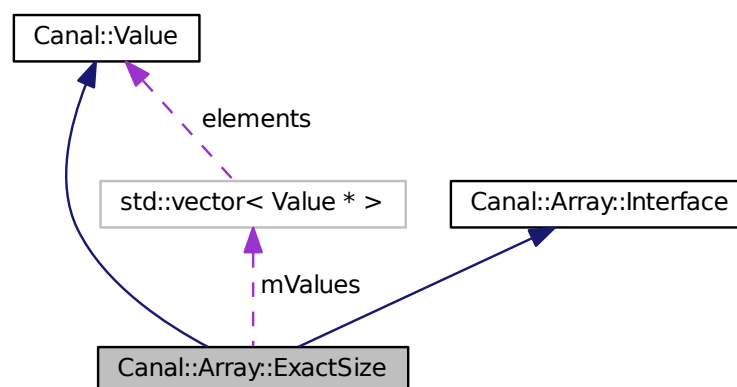 Canal::Value
elements
std::vector< Value * >
Canal::Array::Interface
mValues
Canal::Array::ExactSize